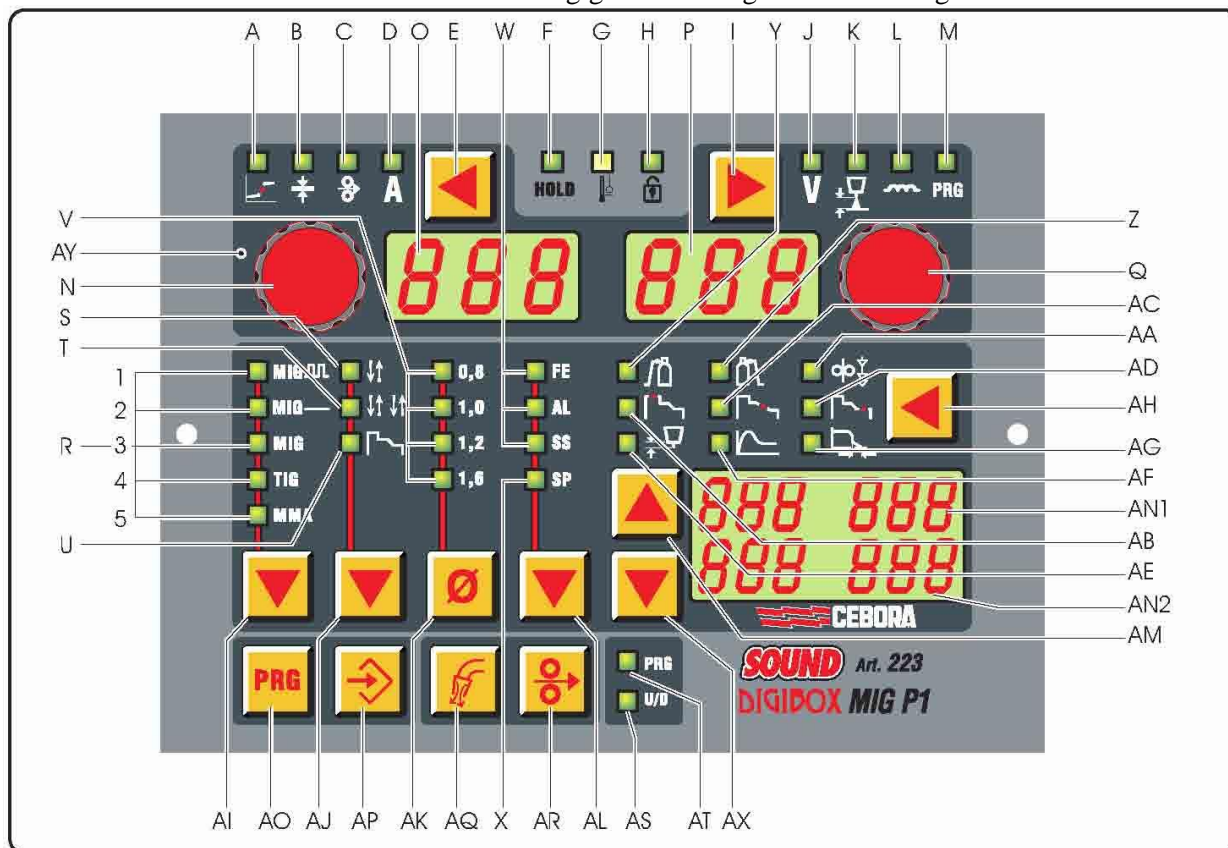 A B C D O E W F G H P I Y J K L M
A HOLD V PRG
V
Z
AY
888 888
Q
N
AC
S
AA
T
AD
1 MIG 0,8 FE
2 MIG 1,0 AL
AH
R 3 MIG 1,2 SS
AG
4 TIG 1,6 SP
AF
5 MMA
888 888
AN1
U
AB
888 888
AE
Ø
AN2
CEBORA
AM
PRG
PRG
SOUND Art. 223
U/D
DIGIBOX MIG P1
AI AO AJ AP AK AQ X AR AL AS AT AX